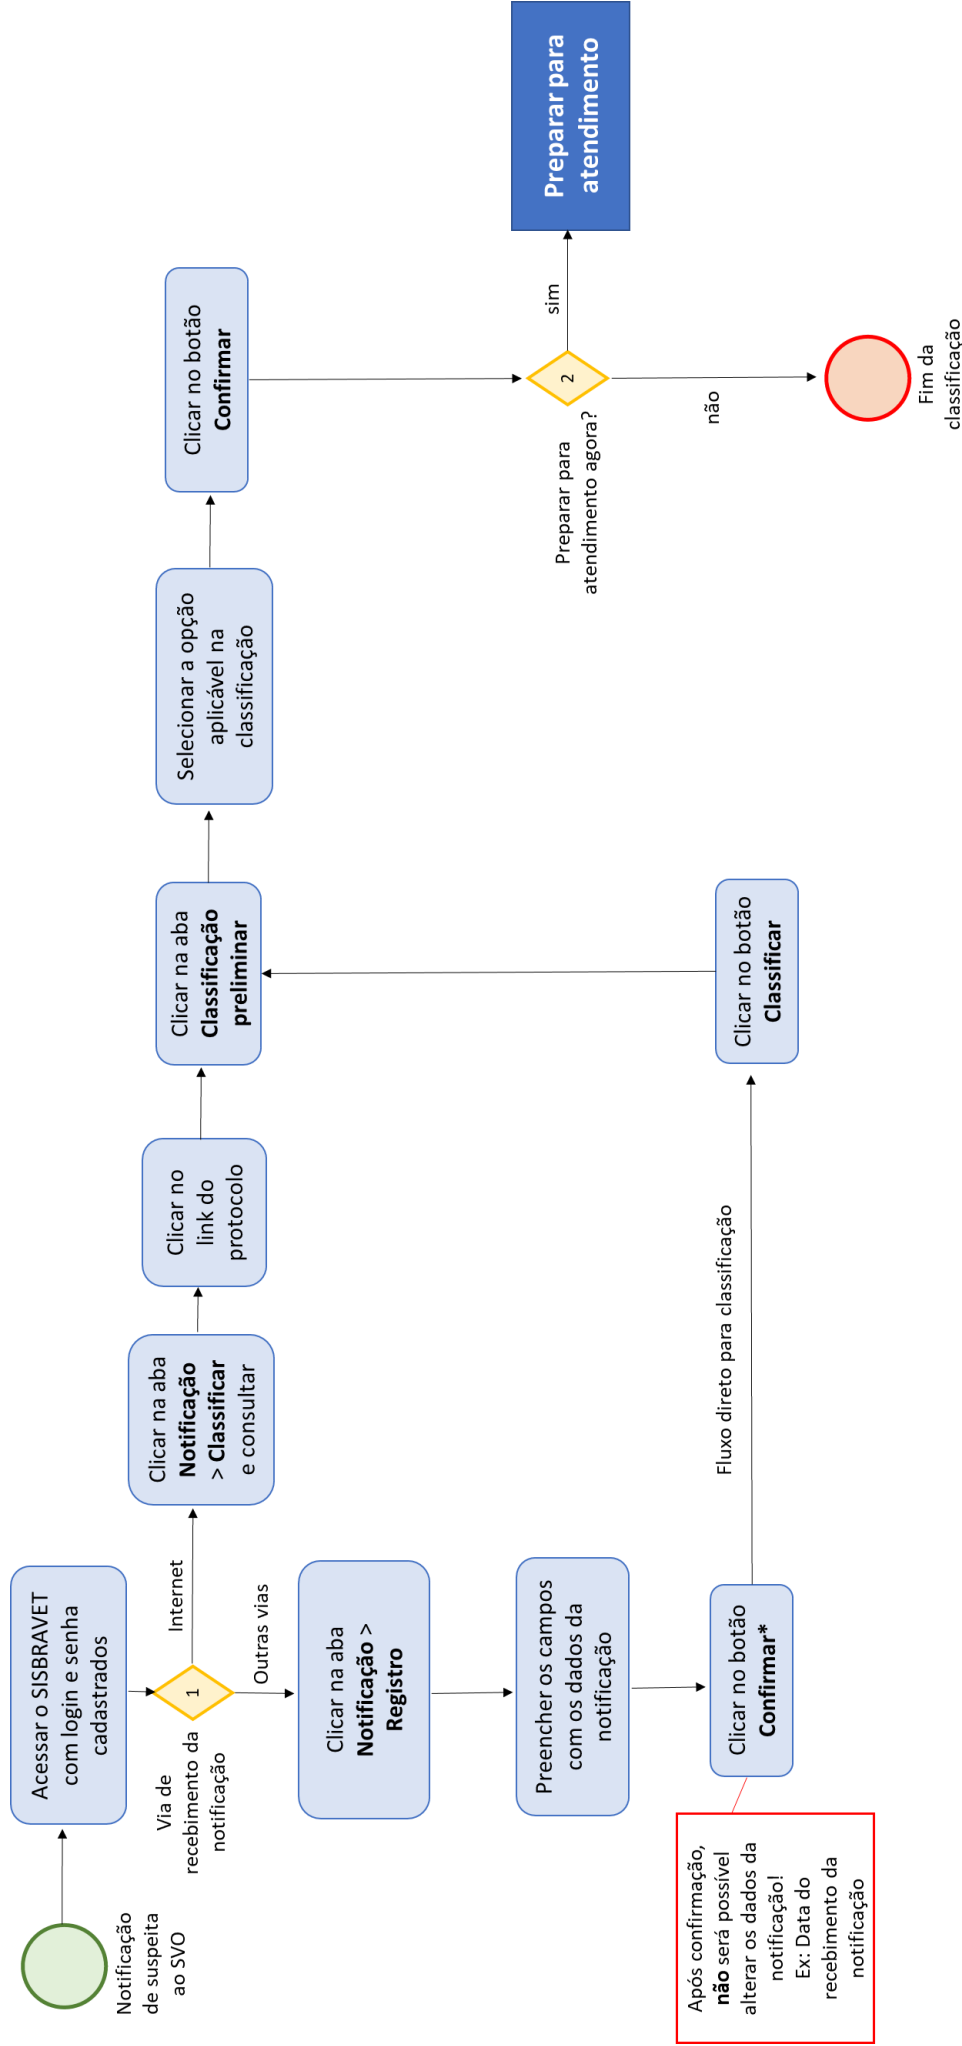 Notificação
de suspeita
ao SVO
Acessar o SISBRAVET
com login e senha
cadastrados
Via de
recebimento da
notificação
1
Internet
Outras vias
Clicar na aba
Notificação
> Classificar
e consultar
Clicar no
link do
protocolo
Clicar na aba
Classificação
preliminar
Selecionar a opção
aplicável na
classificação
Clicar no botão
Confirmar
Clicar na aba
Notificação >
Registro
Preencher os campos
com os dados da
notificação
Clicar no botão
Confirmar*
Após confirmação,
não será possível
alterar os dados da
notificação!
Ex: Data do
recebimento da
notificação
Fluxo direto para classificação
Clicar no botão
Classificar
Preparar para
atendimento agora?
2
sim
não
Preparar para
atendimento
Fim da
classificação